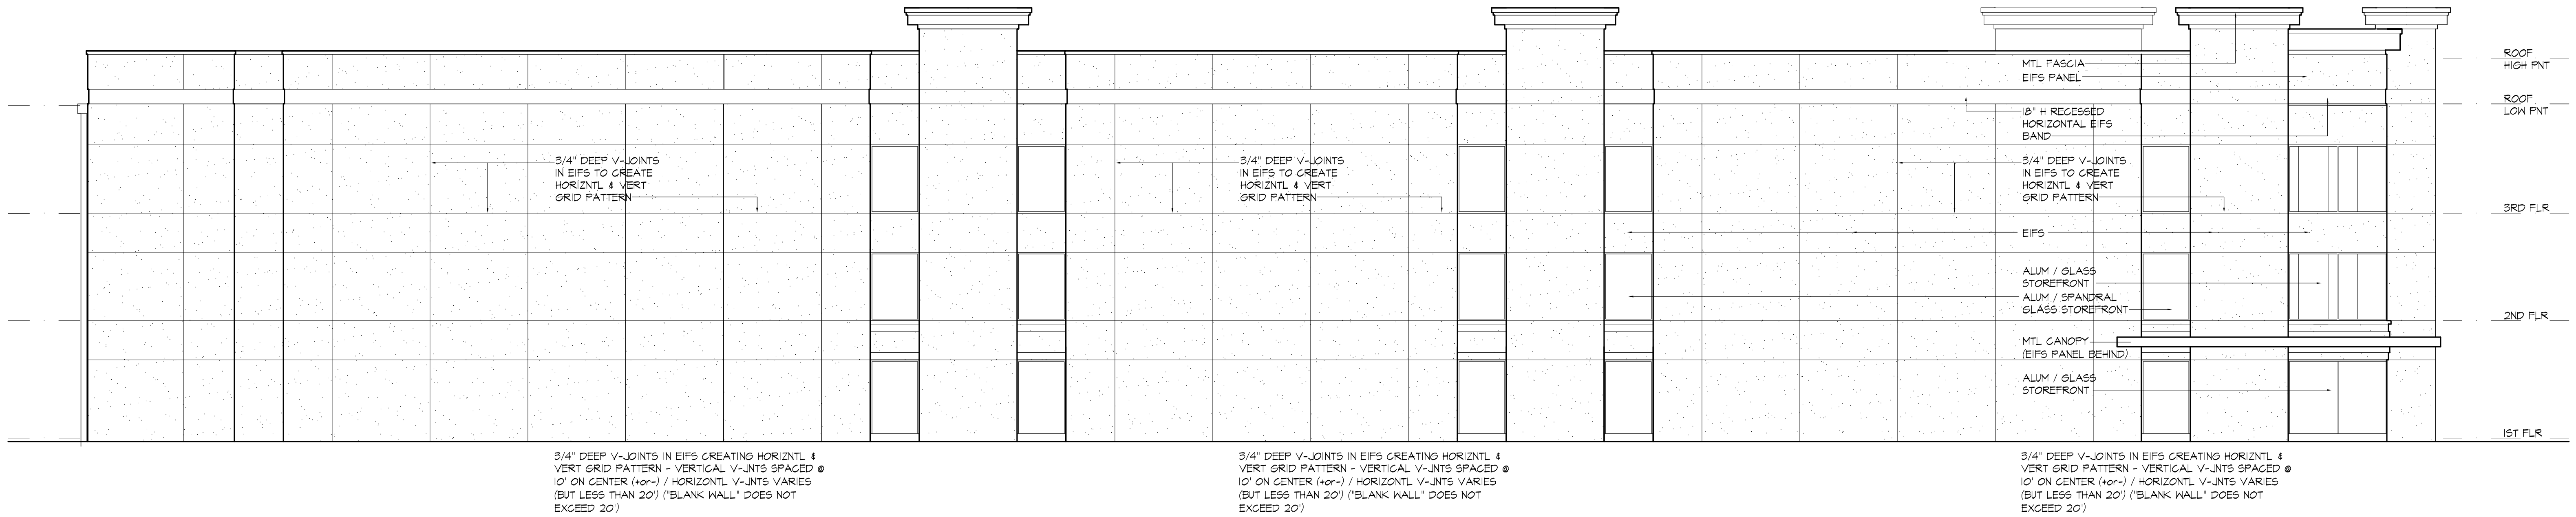 3/4" DEEP V-JOINTS
IN EIFS TO CREATE
HORIZNTL & VERT
GRID PATTERN
3/4" DEEP V-JOINTS
IN EIFS TO CREATE
HORIZNTL & VERT
GRID PATTERN
MTL FASCIA
EIFS PANEL
18" H RECESSED
HORIZONTAL EIFS
BAND
3/4" DEEP V-JOINTS
IN EIFS TO CREATE
HORIZNTL & VERT
GRID PATTERN
EIFS
ALUM / GLASS
STOREFRONT
ALUM / SPANDRAL
GLASS STOREFRONT
MTL CANOPY
(EIFS PANEL BEHIND)
ALUM / GLASS
STOREFRONT
ROOF
HIGH PNT
ROOF
LOW PNT
3RD FLR
2ND FLR
1ST FLR
3/4" DEEP V-JOINTS IN EIFS CREATING HORIZNTL &
VERT GRID PATTERN - VERTICAL V-JNTS SPACED @
10' ON CENTER (+or-) / HORIZONTL V-JNTS VARIES
(BUT LESS THAN 20') ("BLANK WALL" DOES NOT
EXCEED 20')
3/4" DEEP V-JOINTS IN EIFS CREATING HORIZNTL &
VERT GRID PATTERN - VERTICAL V-JNTS SPACED @
10' ON CENTER (+or-) / HORIZONTL V-JNTS VARIES
(BUT LESS THAN 20') ("BLANK WALL" DOES NOT
EXCEED 20')
3/4" DEEP V-JOINTS IN EIFS CREATING HORIZNTL &
VERT GRID PATTERN - VERTICAL V-JNTS SPACED @
10' ON CENTER (+or-) / HORIZONTL V-JNTS VARIES
(BUT LESS THAN 20') ("BLANK WALL" DOES NOT
EXCEED 20')